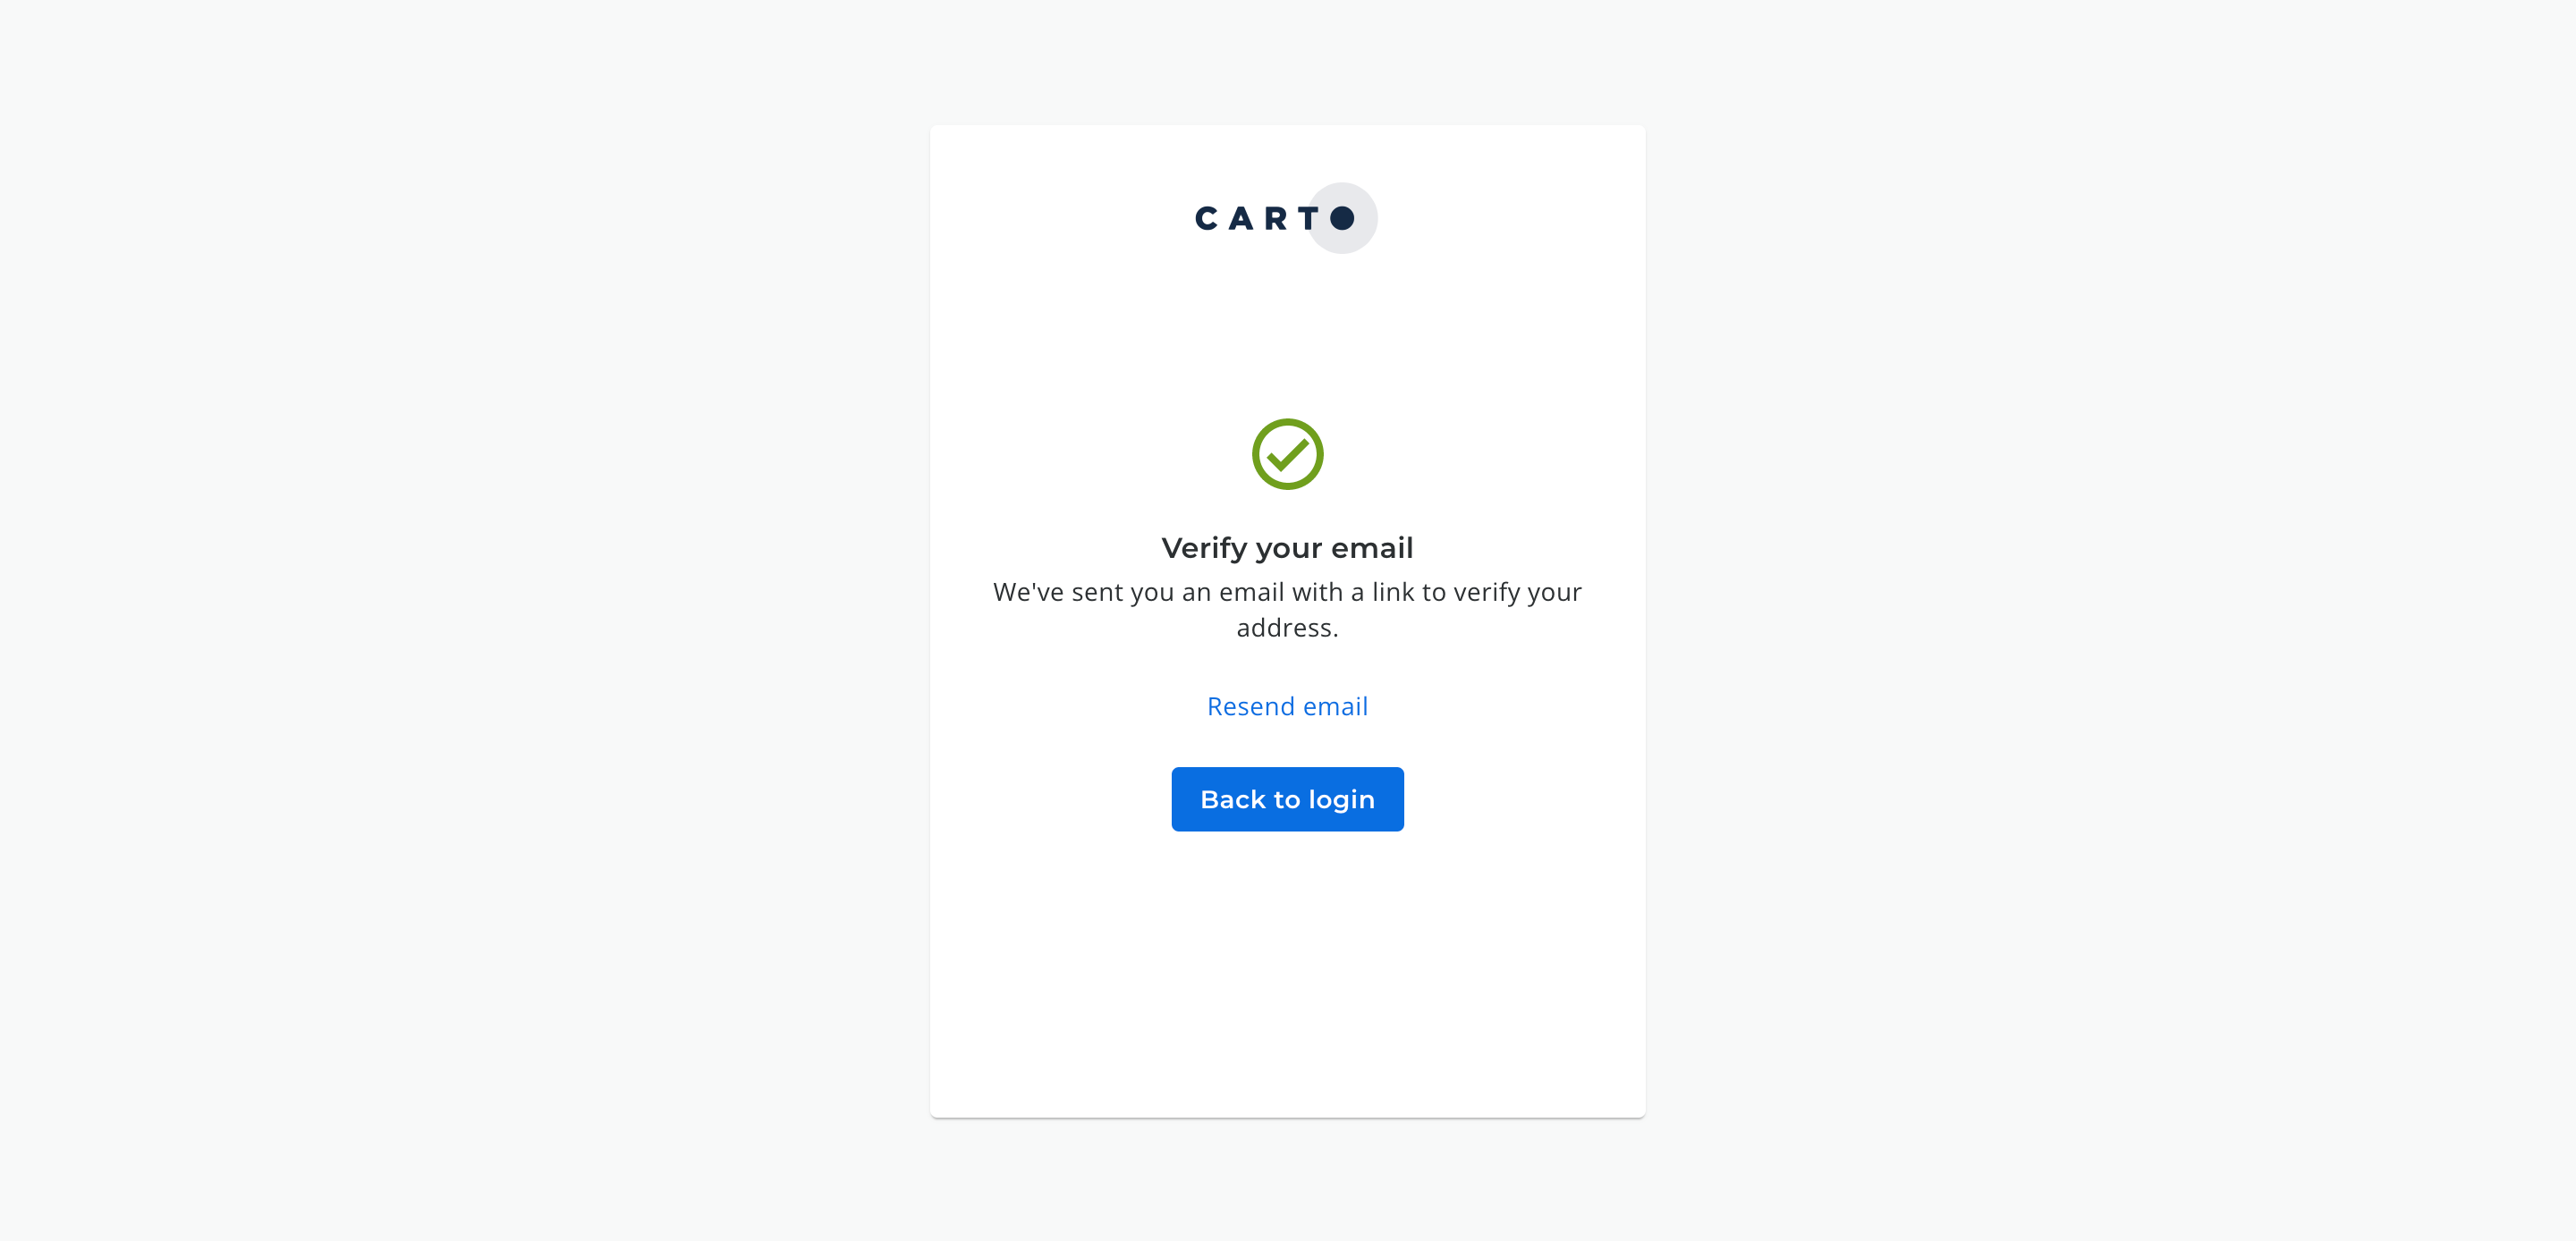 CARTO
Verify your email
We've sent you an email with a link to verify your
address.
Resend email
Back to login